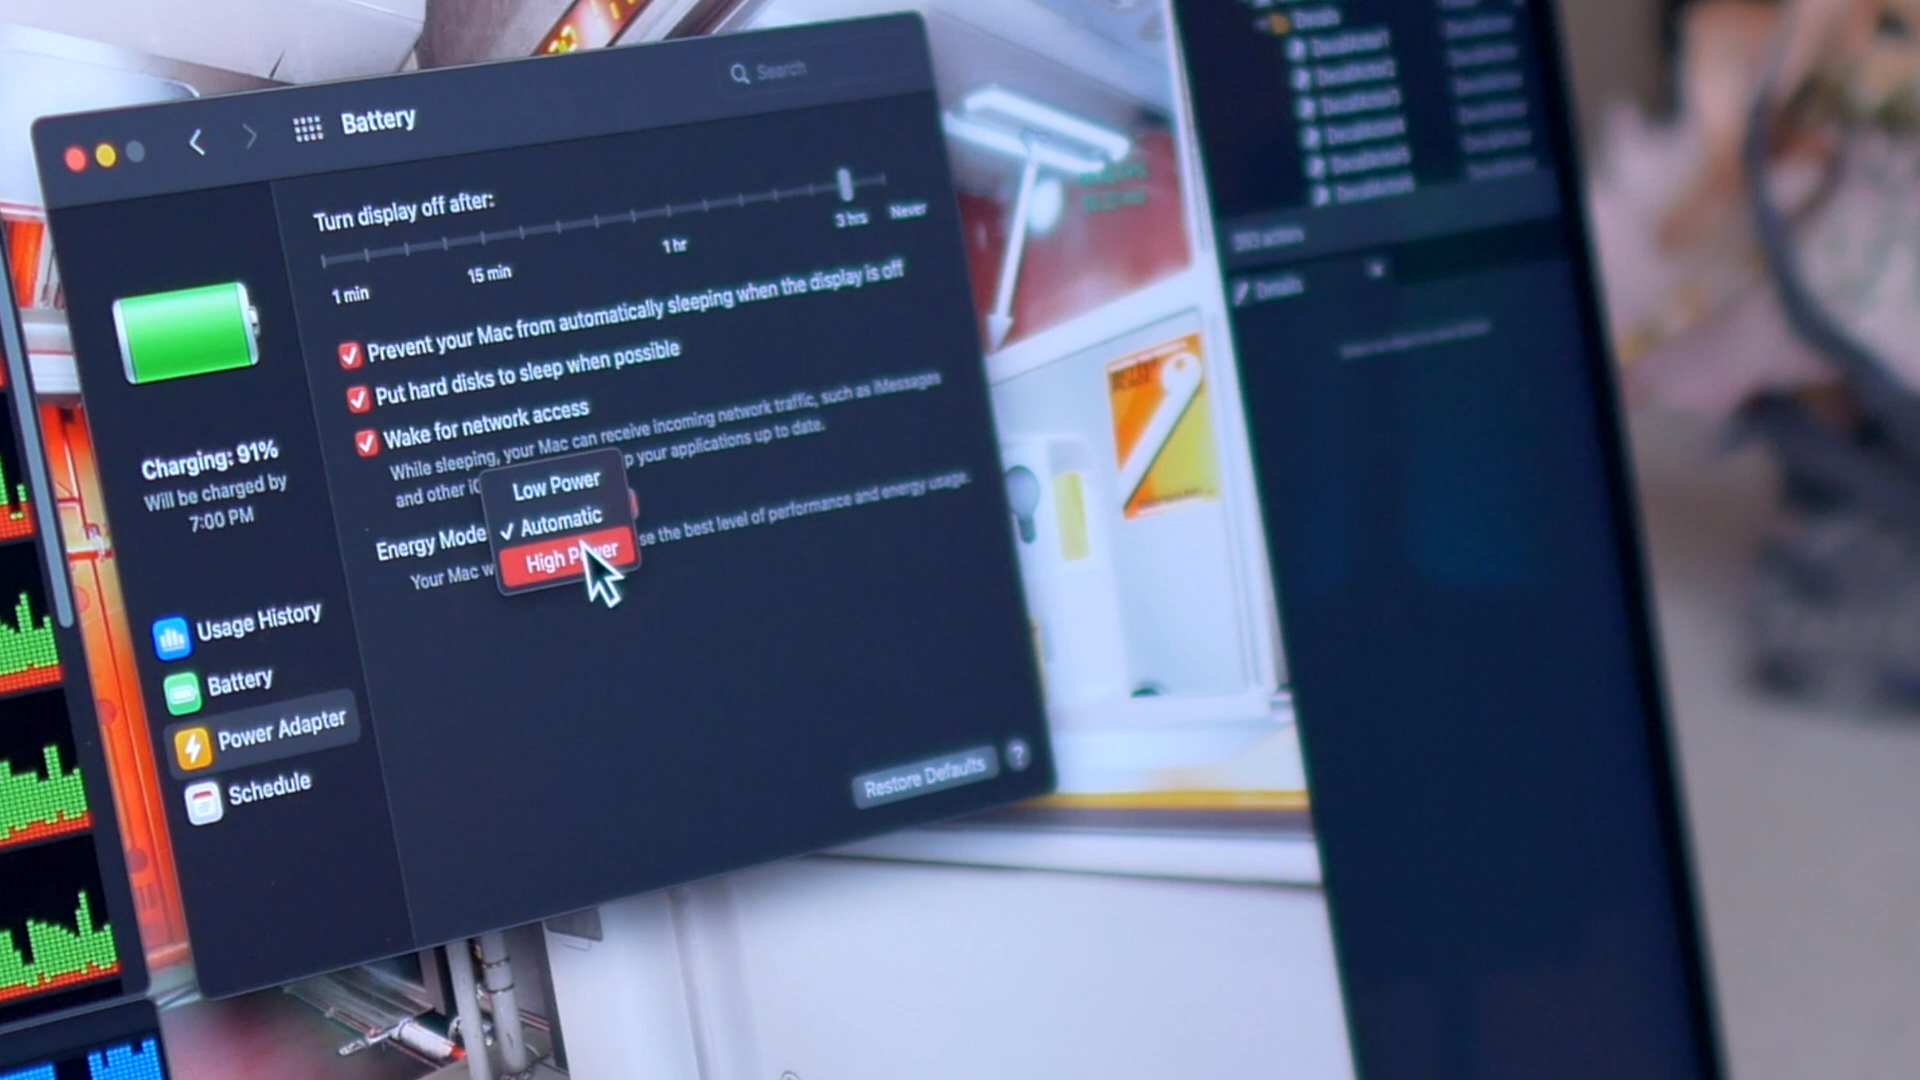 Battery
Search
Turn display off after:
1 min
15 min
1 hr
3 hrs
Never
Prevent your Mac from automatically sleeping when the display is off
Put hard disks to sleep when possible
Wake for network access
While sleeping, your Mac can receive incoming network traffic, such as iMessages
and other p your applications up to date.
Low Power
Automatic
High Power
Energy Mode
Your Mac w se the best level of performance and energy usage.
Charging: 91%
Will be charged by
7:00 PM
Usage History
Battery
Power Adapter
Schedule
Restore Defaults
?
Details
Details